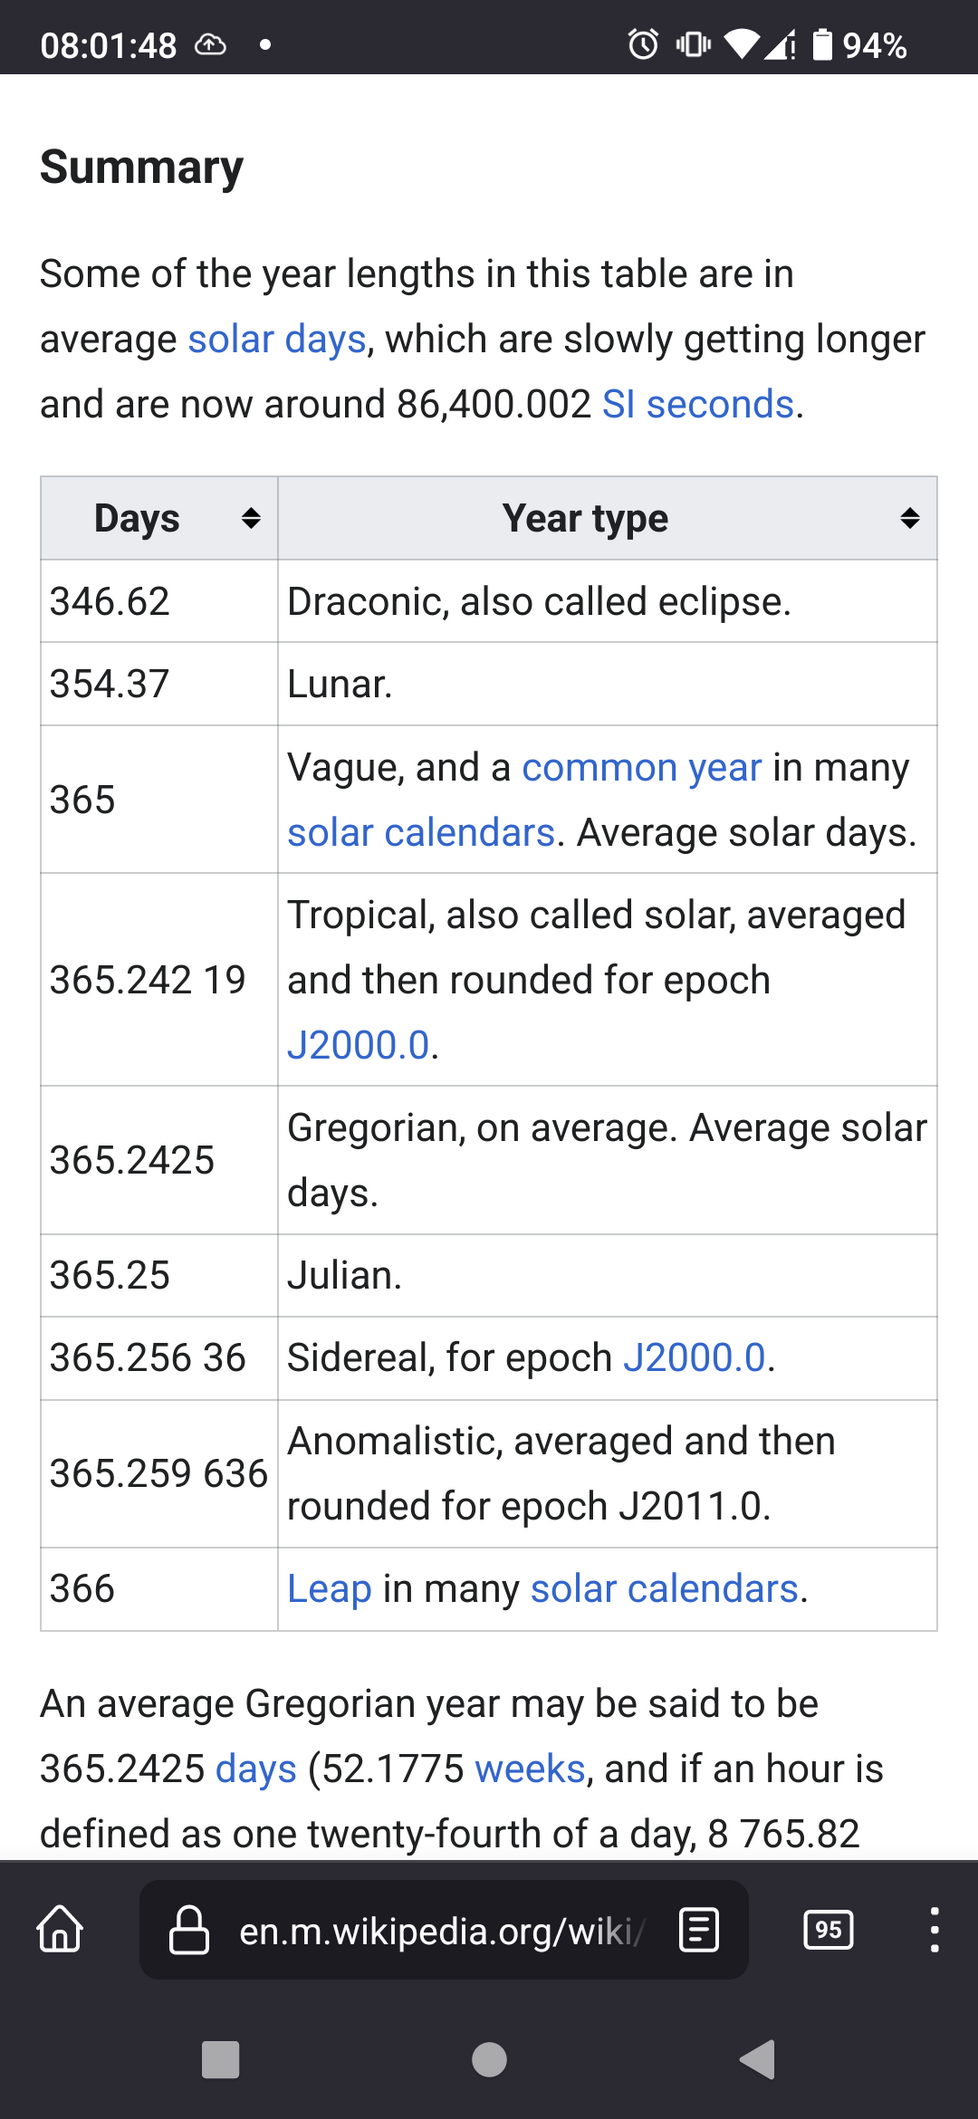 08:01:48
94%
Summary
Some of the year lengths in this table are in
average solar days, which are slowly getting longer
and are now around 86,400.002 SI seconds.
Days Year type
346.62 Draconic, also called eclipse.
354.37 Lunar.
365 Vague, and a common year in many
solar calendars. Average solar days.
365.242 19 Tropical, also called solar, averaged
and then rounded for epoch
J2000.0.
365.2425 Gregorian, on average. Average solar
days.
365.25 Julian.
365.256 36 Sidereal, for epoch J2000.0.
365.259 636 Anomalistic, averaged and then
rounded for epoch J2011.0.
366 Leap in many solar calendars.
An average Gregorian year may be said to be
365.2425 days (52.1775 weeks, and if an hour is
defined as one twenty-fourth of a day, 8 765.82
en.m.wikipedia.org/wiki/
95